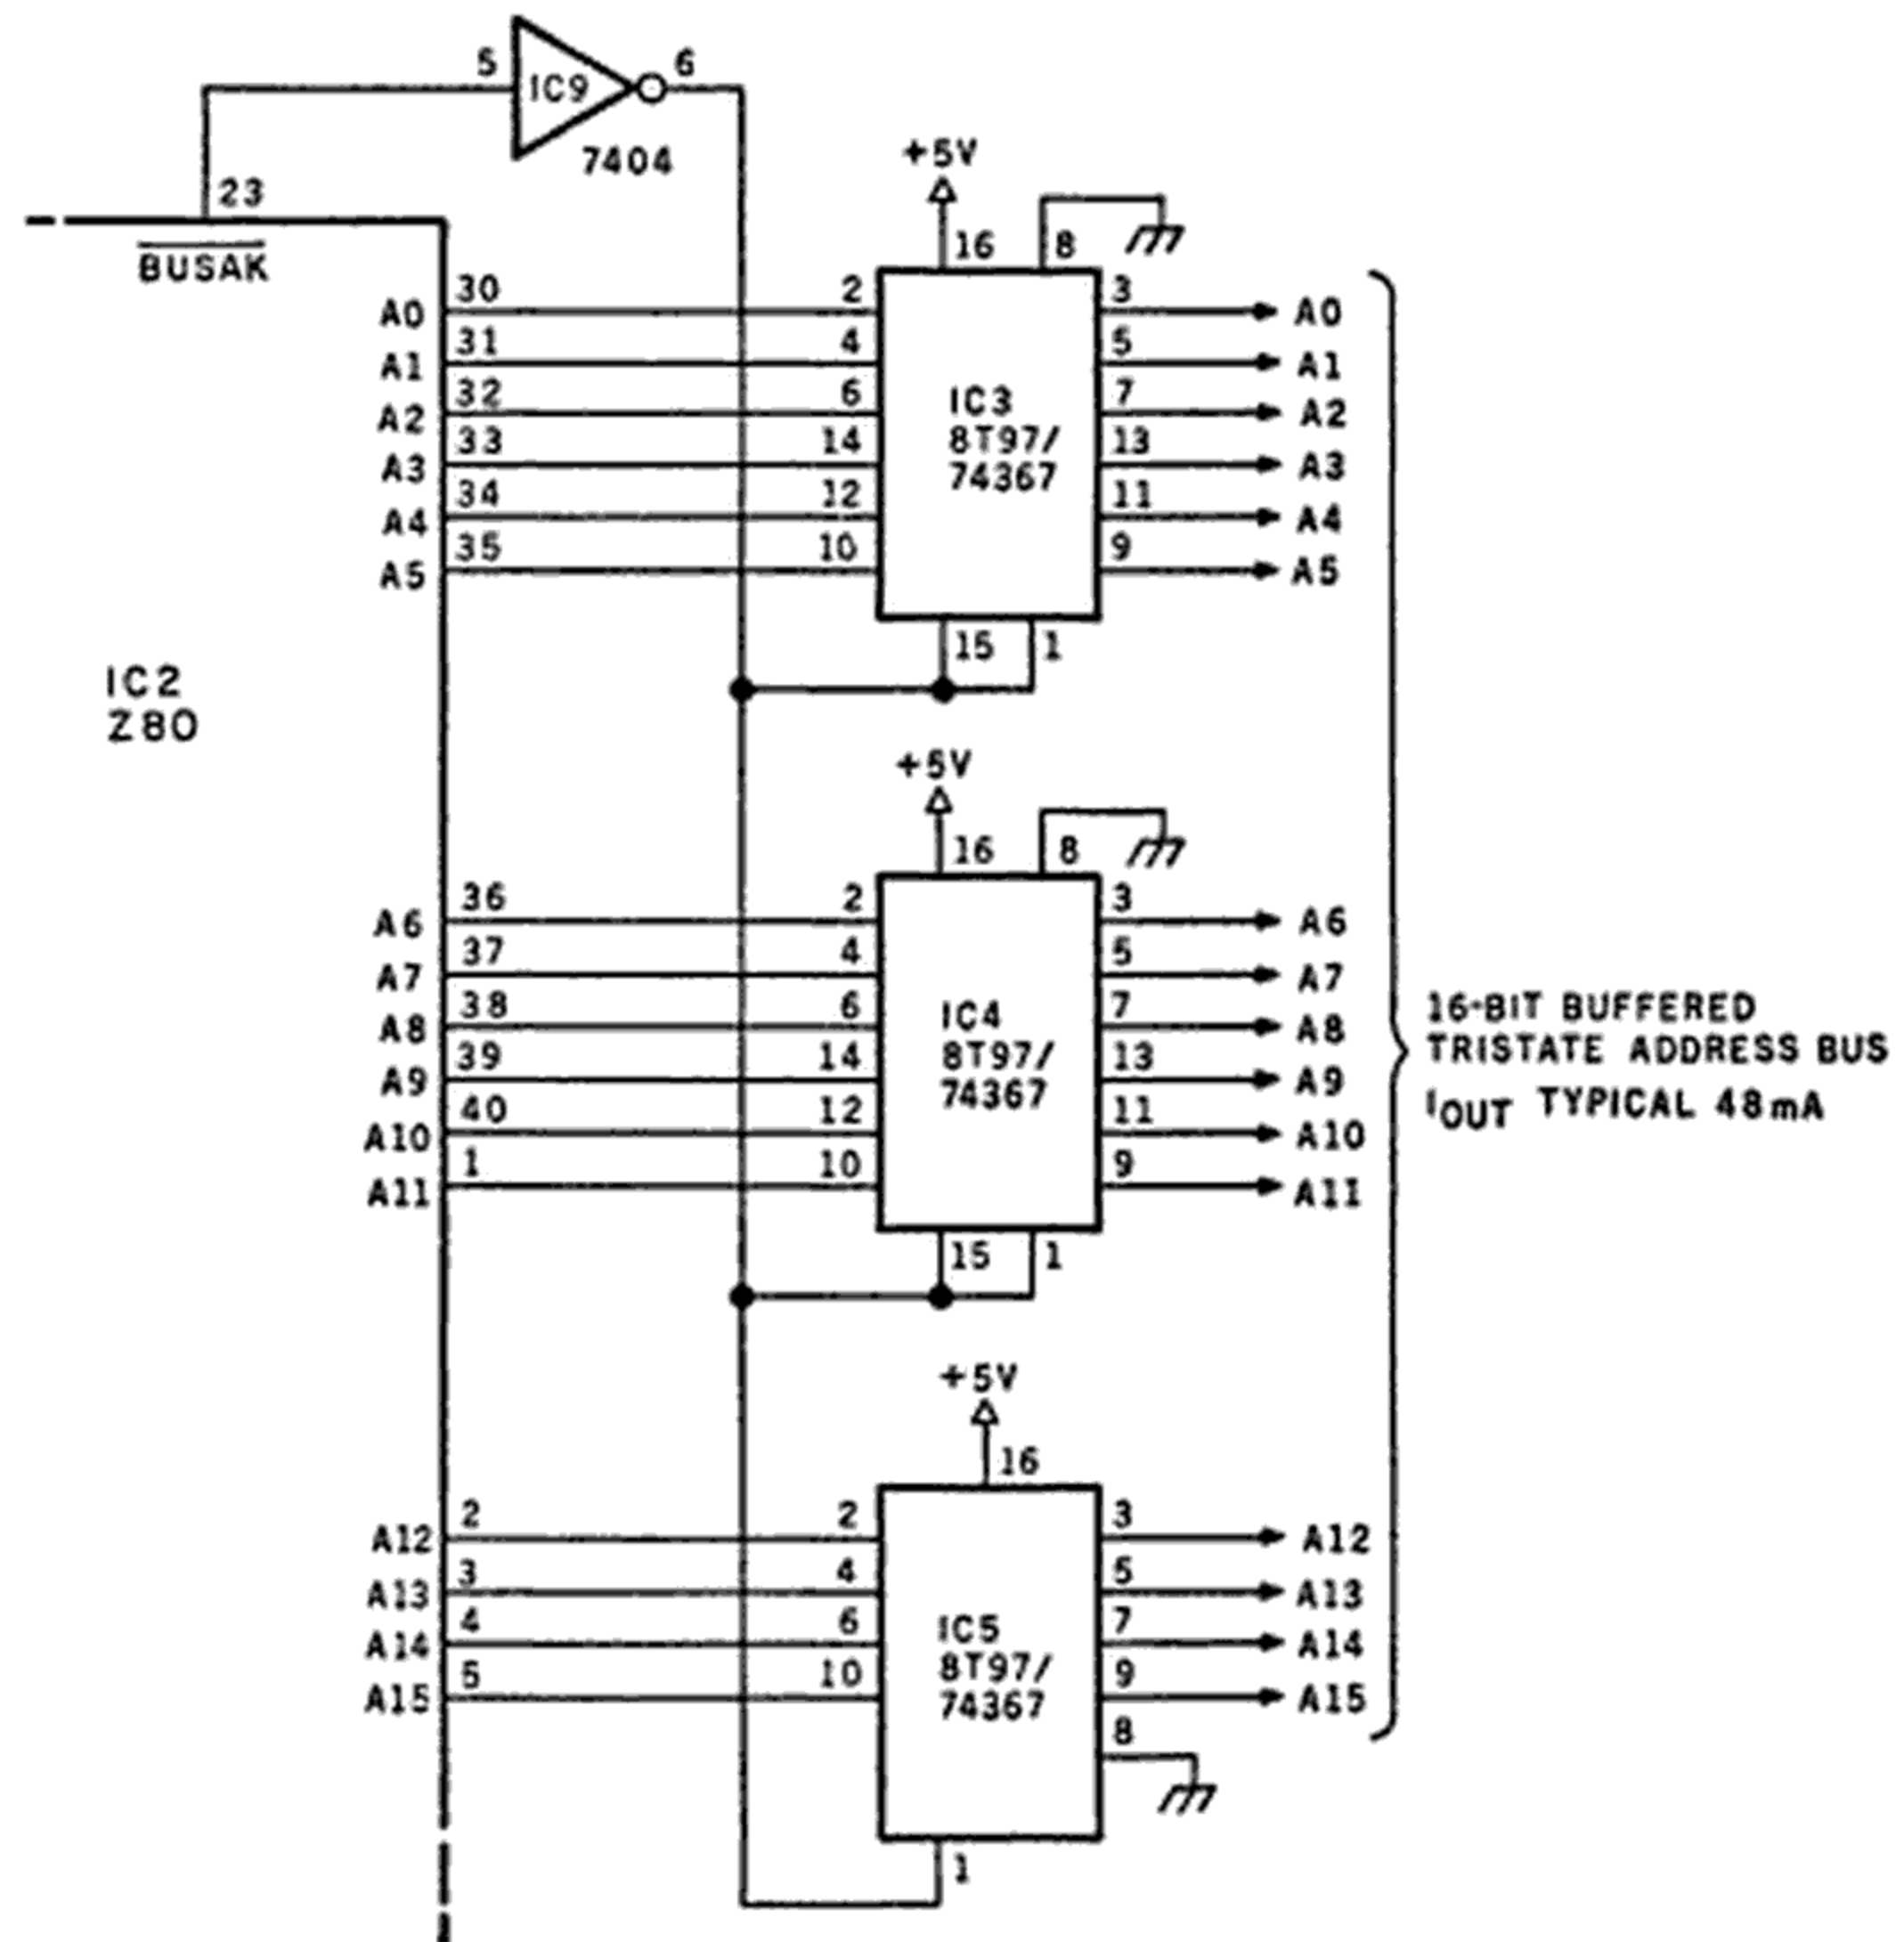 5 IC9 6
7404
23
BUSAK
+5V
16 8
A0 30 2 3 A0
A1 31 4 5 A1
A2 32 6 7 A2
A3 33 14 13 A3
A4 34 12 11 A4
A5 35 10 9 A5
IC3
8T97/
74367
15 1
IC2
Z80
+5V
16 8
A6 36 2 3 A6
A7 37 4 5 A7
A8 38 6 7 A8
A9 39 14 13 A9
A10 40 12 11 A10
A11 1 10 9 A11
IC4
8T97/
74367
15 1
16-BIT BUFFERED
TRISTATE ADDRESS BUS
IOUT TYPICAL 48mA
+5V
16
A12 2 2 3 A12
A13 3 4 5 A13
A14 4 6 7 A14
A15 5 10 9 A15
IC5
8T97/
74367
8
1